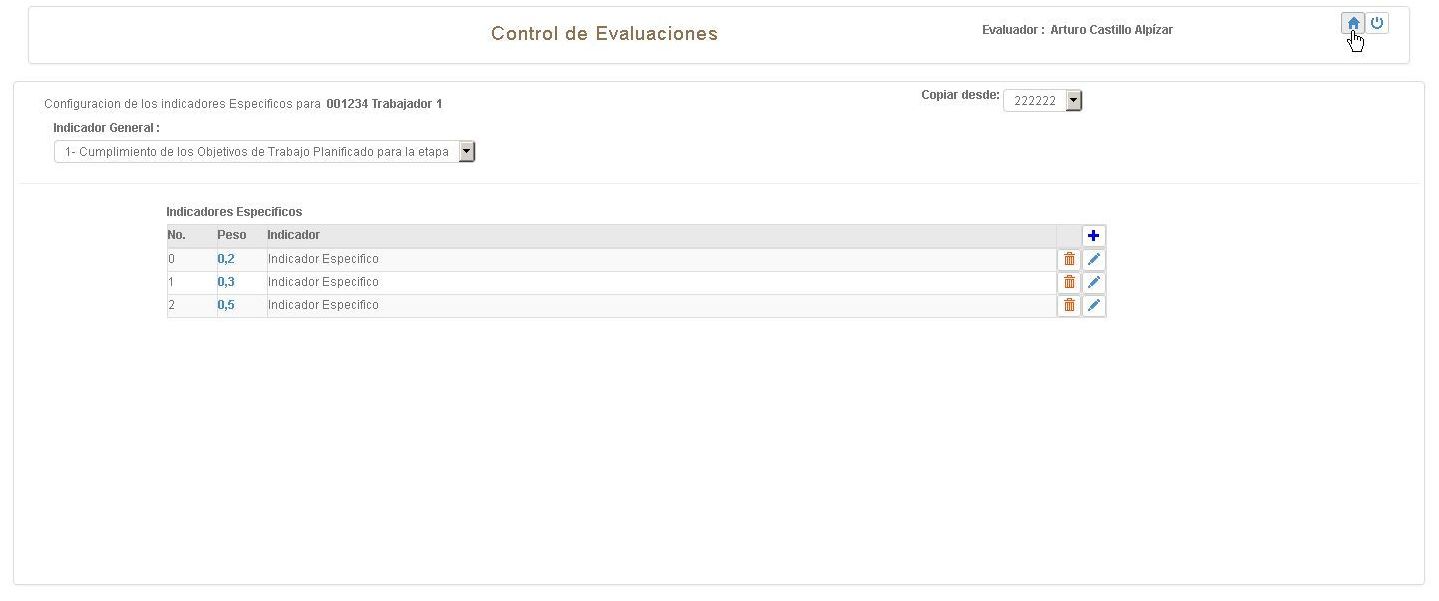 Control de Evaluaciones
Evaluador : Arturo Castillo Alpízar
Configuracion de los indicadores Especificos para 001234 Trabajador 1
Copiar desde: 222222
Indicador General :
1- Cumplimiento de los Objetivos de Trabajo Planificado para la etapa
Indicadores Especificos
No. Peso Indicador
0 0,2 Indicador Especifico
1 0,3 Indicador Especifico
2 0,5 Indicador Especifico